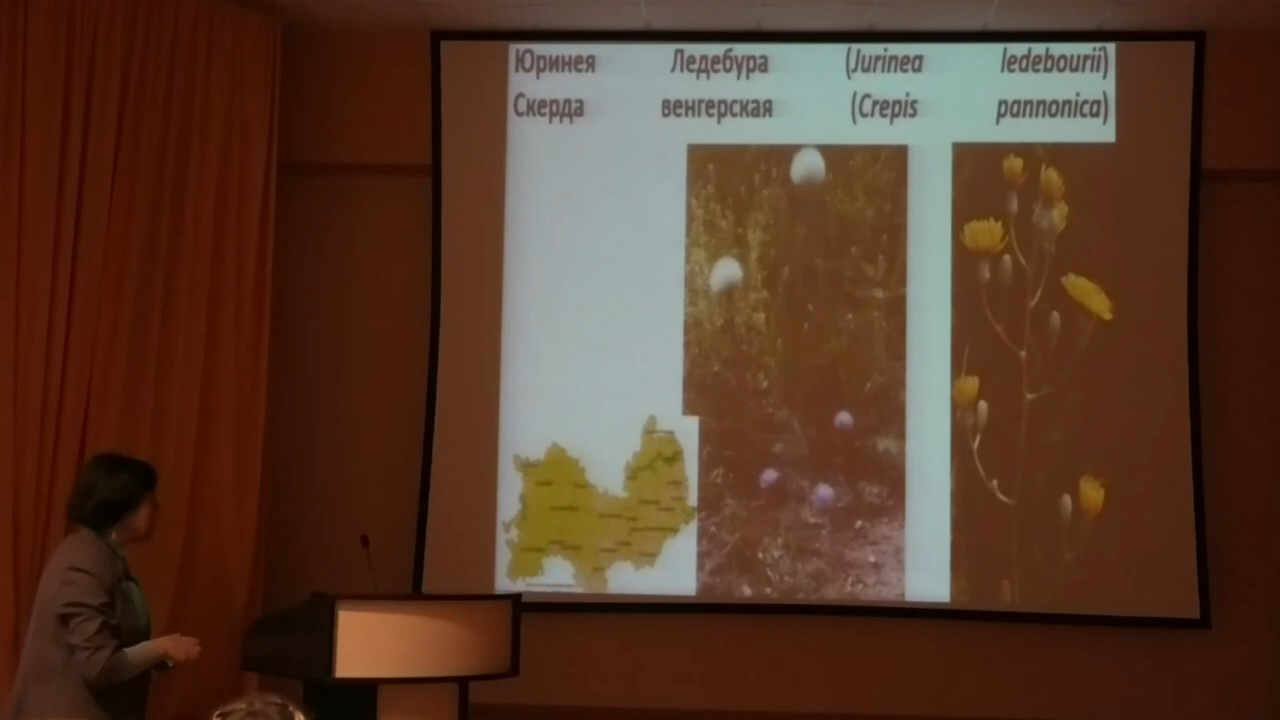 Юринея Ледебура (Jurinea ledebourii)
Скерда венгерская (Crepis pannonica)